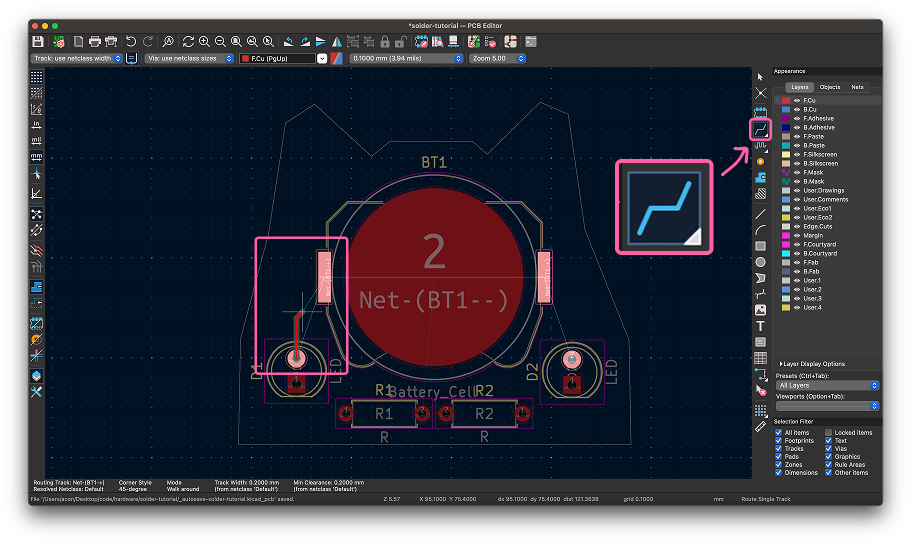 *solder-tutorial — PCB Editor
Track: use netclass width
Via: use netclass sizes
F.Cu (PgUp)
0.1000 mm (3.94 mils)
Zoom 5.00
in
mil
mm
Appearance
Layers Objects Nets
F.Cu
B.Cu
F.Adhesive
B.Adhesive
F.Paste
B.Paste
F.Silkscreen
B.Silkscreen
F.Mask
B.Mask
User.Drawings
User.Comments
User.Eco1
User.Eco2
Edge.Cuts
Margin
F.Courtyard
B.Courtyard
F.Fab
B.Fab
User.1
User.2
User.3
User.4
Layer Display Options
Presets (Ctrl+Tab):
All Layers
Viewports (Option+Tab):
Selection Filter
All items Locked items
Footprints Text
Tracks Vias
Pads Graphics
Zones Rule Areas
Dimensions Other items
BT1
2
Net-(BT1--)
D1
LED
D2
LED
Battery_Cell
R1
R2
R1
R2
R
R
Routing Track: Net-(BT1-+) Corner Style Mode Track Width: 0.2000 mm Min Clearance: 0.2000 mm
Resolved Netclass: Default 45-degree Walk around (from netclass 'Default') (from netclass 'Default')
File "/Users/acon/Desktop/code/hardware/solder-tutorial/_autosave-solder-tutorial.kicad_pcb" saved.
Z 5.57 X 95.1000 Y 75.4000 dx 95.1000 dy 75.4000 dist 121.3638 grid 0.1000 mm Route Single Track